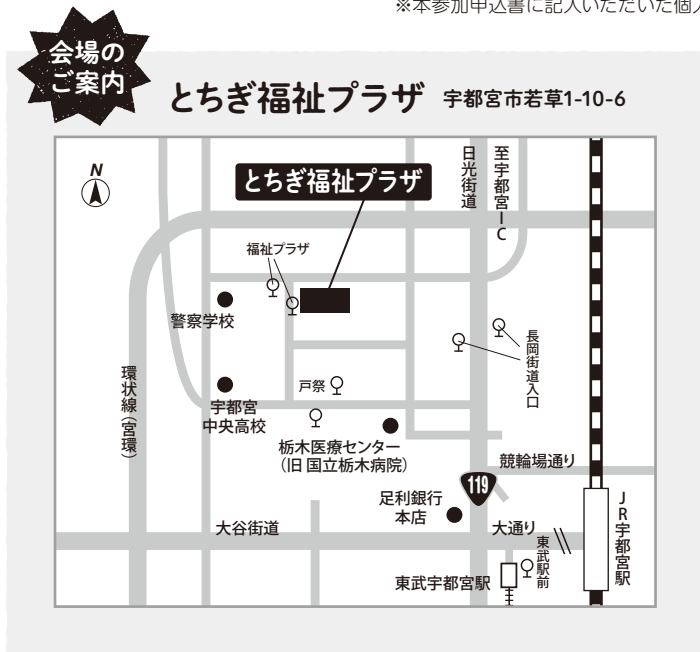 ※本参加申込書に記入いただいた個人
会場の
ご案内
とちぎ福祉プラザ 宇都宮市若草1-10-6
N
とちぎ福祉プラザ
日光街道
至宇都宮IC
福祉プラザ
警察学校
長岡街道入口
環状線(宮環)
戸祭
宇都宮
中央高校
栃木医療センター
(旧 国立栃木病院)
競輪場通り
119
足利銀行
本店
JR宇都宮駅
大谷街道
大通り
東武駅前
東武宇都宮駅